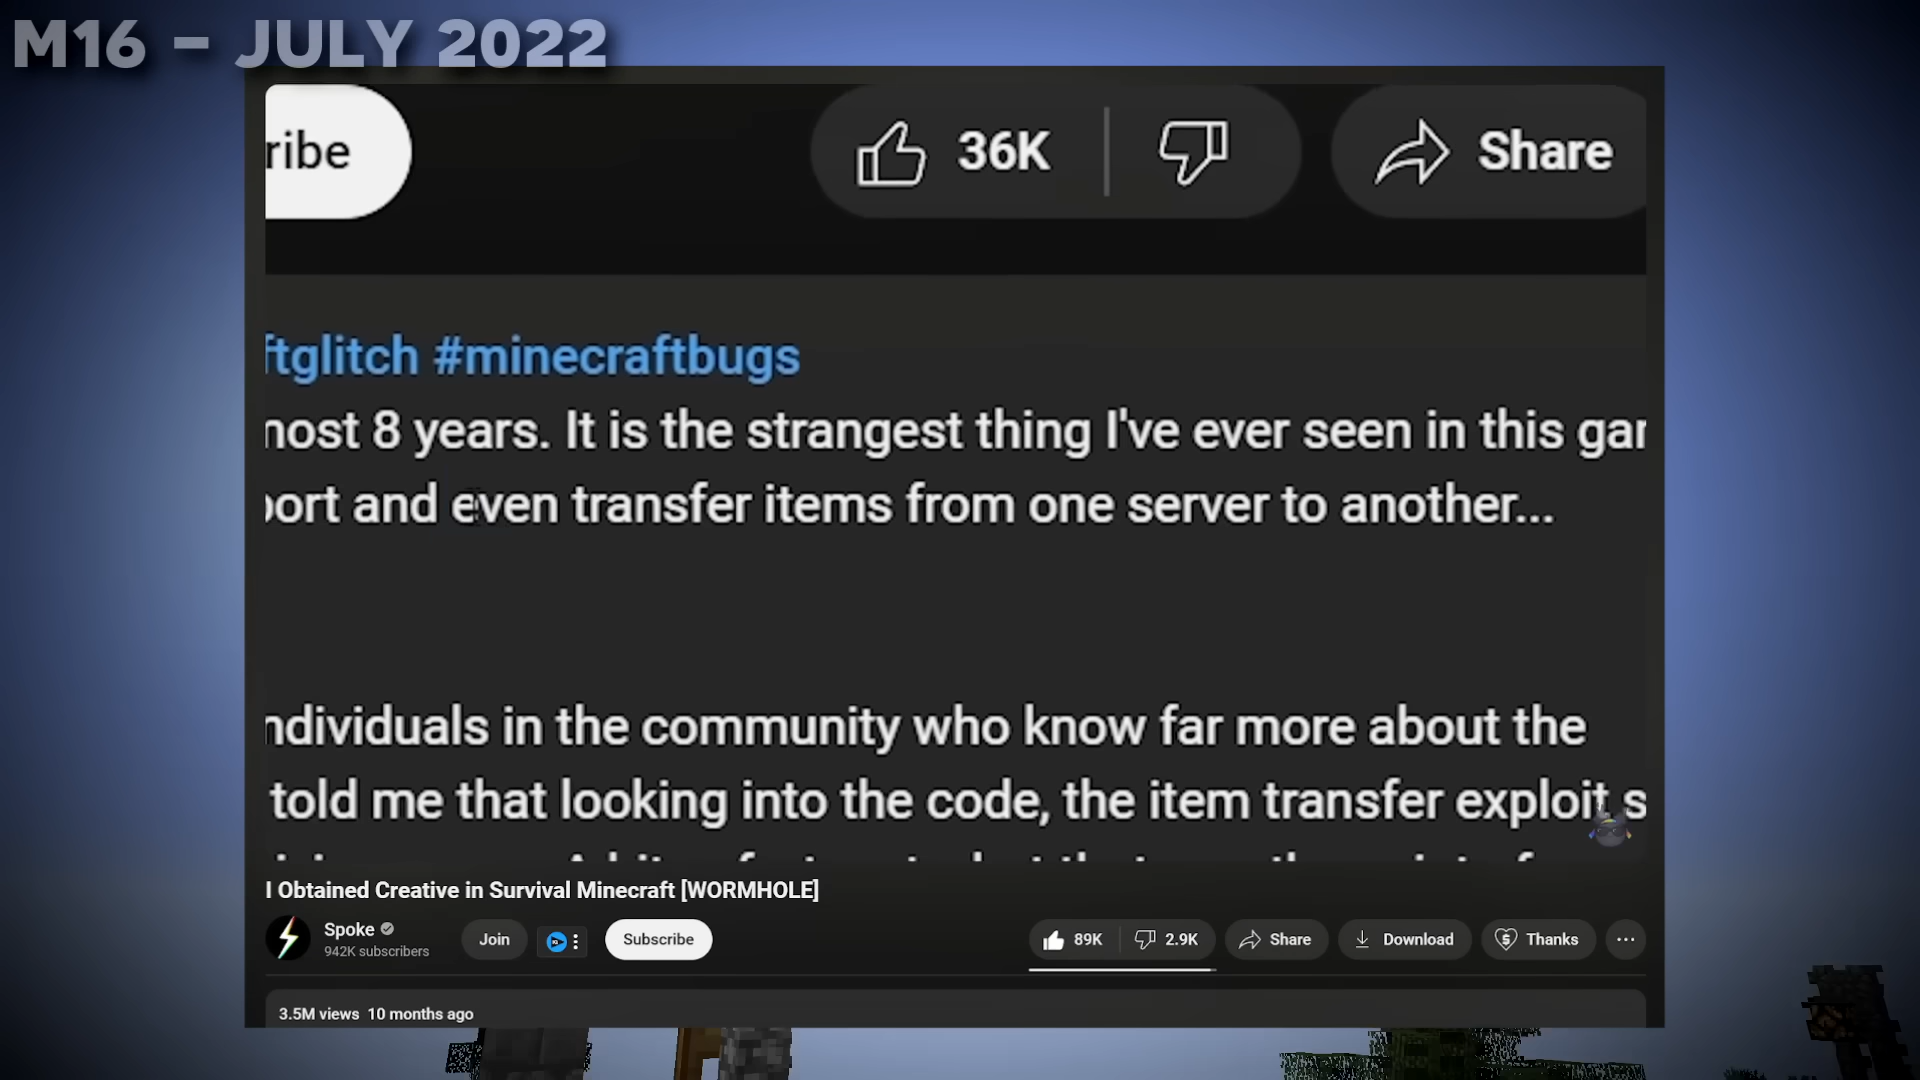 M16 – JULY 2022
ribe
36K
Share
ftglitch #minecraftbugs
most 8 years. It is the strangest thing I've ever seen in this gam
port and even transfer items from one server to another...
ndividuals in the community who know far more about the
told me that looking into the code, the item transfer exploit s
I Obtained Creative in Survival Minecraft [WORMHOLE]
Spoke
942K subscribers
Join
Subscribe
89K
2.9K
Share
Download
Thanks
3.5M views 10 months ago